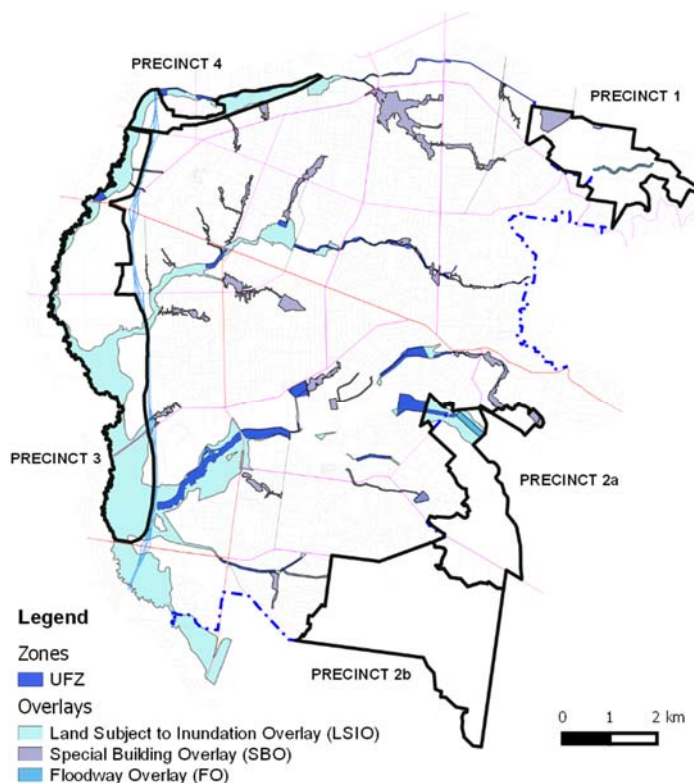 PRECINCT 4
PRECINCT 1
PRECINCT 3
PRECINCT 2a
PRECINCT 2b
Legend
Zones
UFZ
Overlays
Land Subject to Inundation Overlay (LSIO)
Special Building Overlay (SBO)
Floodway Overlay (FO)
0 1 2 km